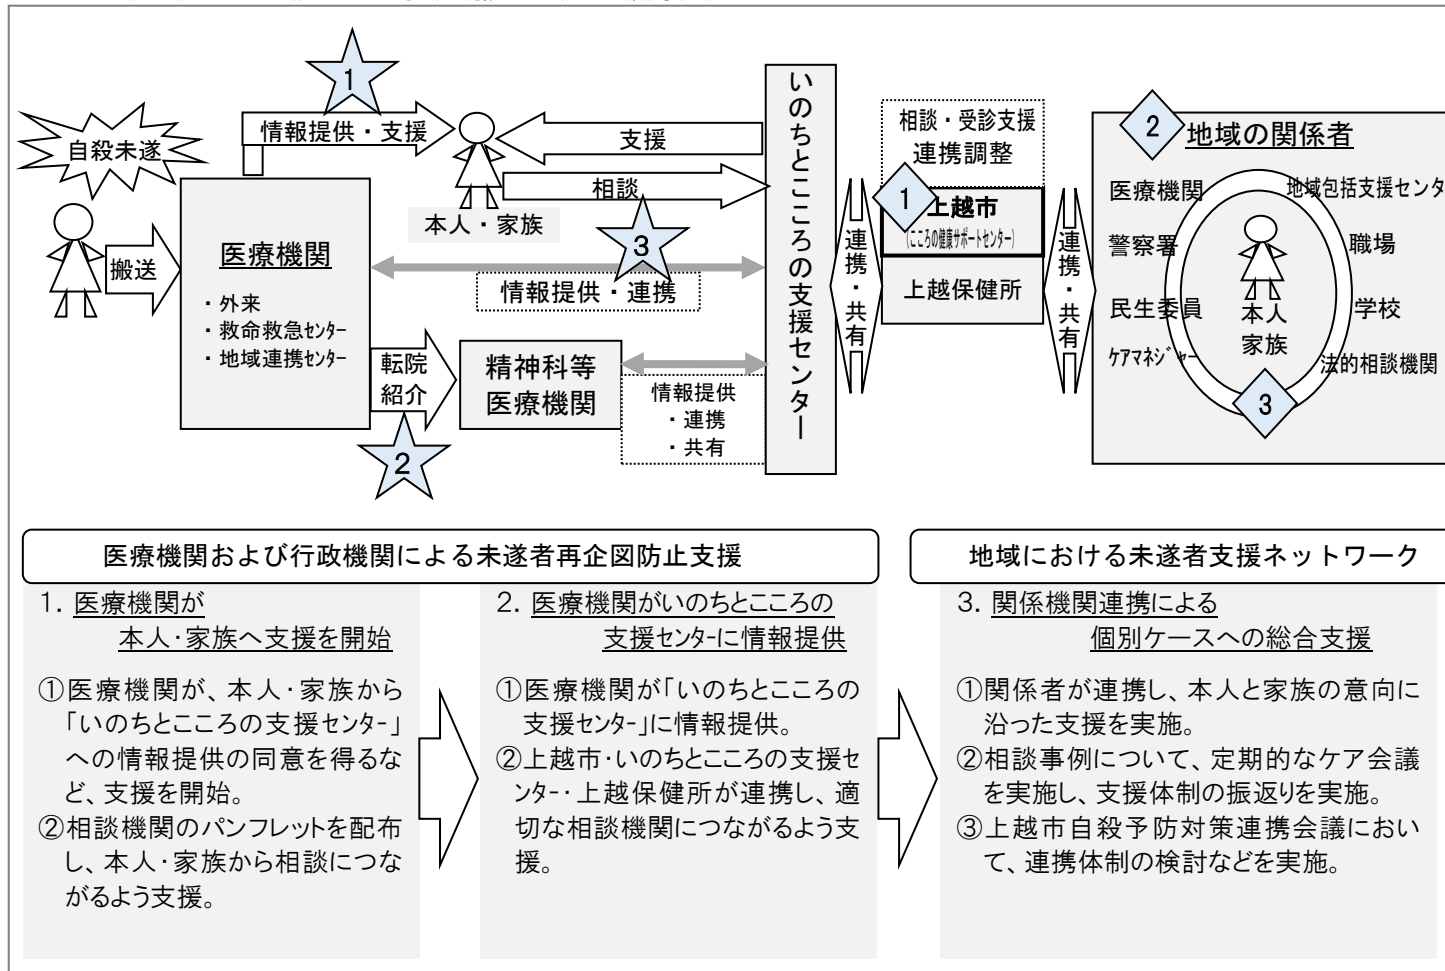 1
情報提供・支援
自殺未遂
搬送
医療機関
・外来
・救命救急ｾﾝﾀｰ
・地域連携ｾﾝﾀｰ
本人・家族
支援
相談
3
情報提供・連携
転院
紹介
2
精神科等
医療機関
情報提供
・連携
・共有
いのちとこころの支援センター
連携・共有
相談・受診支援
連携調整
1
上越市
(こころの健康サポートセンター)
上越保健所
連携・共有
2
地域の関係者
医療機関
地域包括支援センタ
警察署
職場
民生委員
学校
ｹｱﾏﾈｼﾞｬｰ
法的相談機関
本人
家族
3
医療機関および行政機関による未遂者再企図防止支援
地域における未遂者支援ネットワーク
1．医療機関が
本人・家族へ支援を開始
①医療機関が、本人・家族から
「いのちとこころの支援ｾﾝﾀｰ」
への情報提供の同意を得るな
ど、支援を開始。
②相談機関のパンフレットを配布
し、本人・家族から相談につな
がるよう支援。
2．医療機関がいのちとこころの
支援ｾﾝﾀｰに情報提供
①医療機関が「いのちとこころの
支援ｾﾝﾀｰ」に情報提供。
②上越市・いのちとこころの支援ｾ
ﾝﾀｰ・上越保健所が連携し、適
切な相談機関につながるよう支
援。
3．関係機関連携による
個別ケースへの総合支援
①関係者が連携し、本人と家族の意向に
沿った支援を実施。
②相談事例について、定期的なケア会議
を実施し、支援体制の振返りを実施。
③上越市自殺予防対策連携会議におい
て、連携体制の検討などを実施。